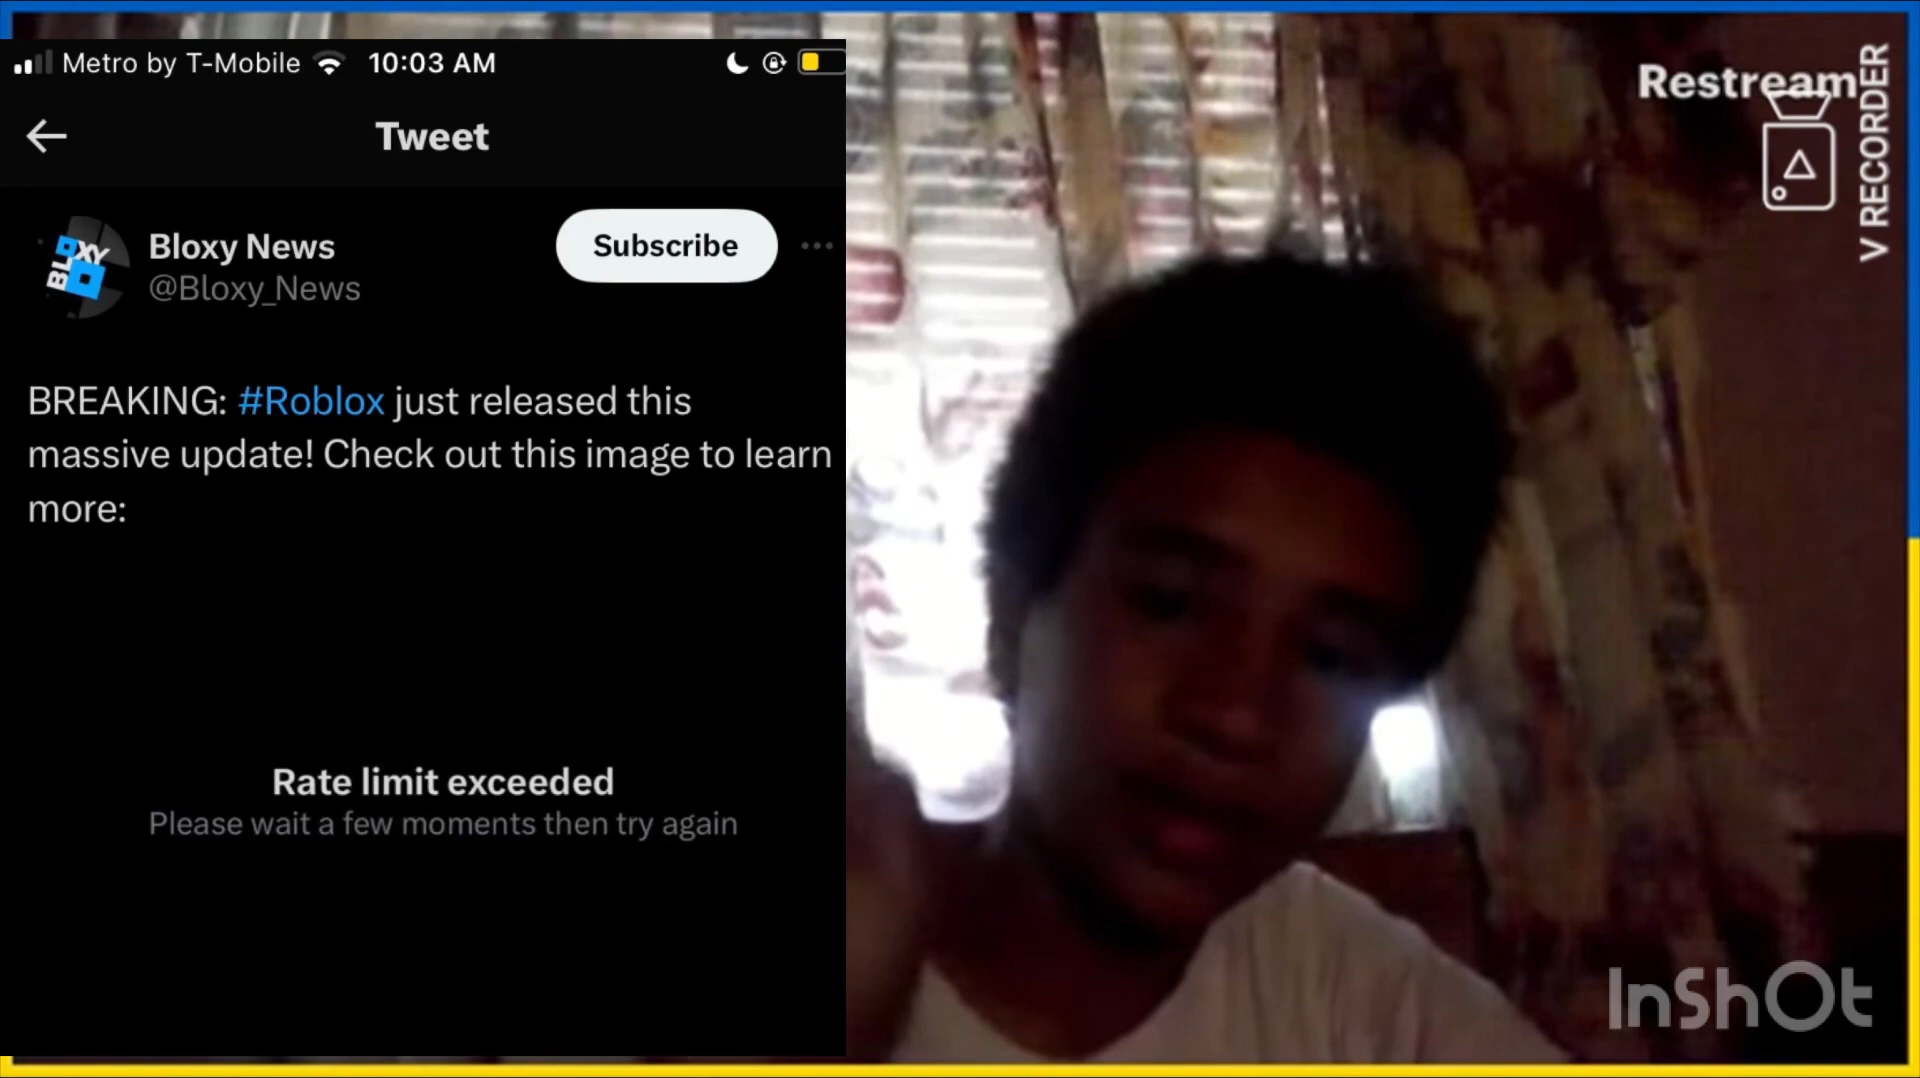 Metro by T-Mobile 10:03 AM
Tweet
BLOXY
Bloxy News
Subscribe
@Bloxy_News
BREAKING: #Roblox just released this
massive update! Check out this image to learn
more:
Rate limit exceeded
Please wait a few moments then try again
Restream
V RECORDER
InShOt